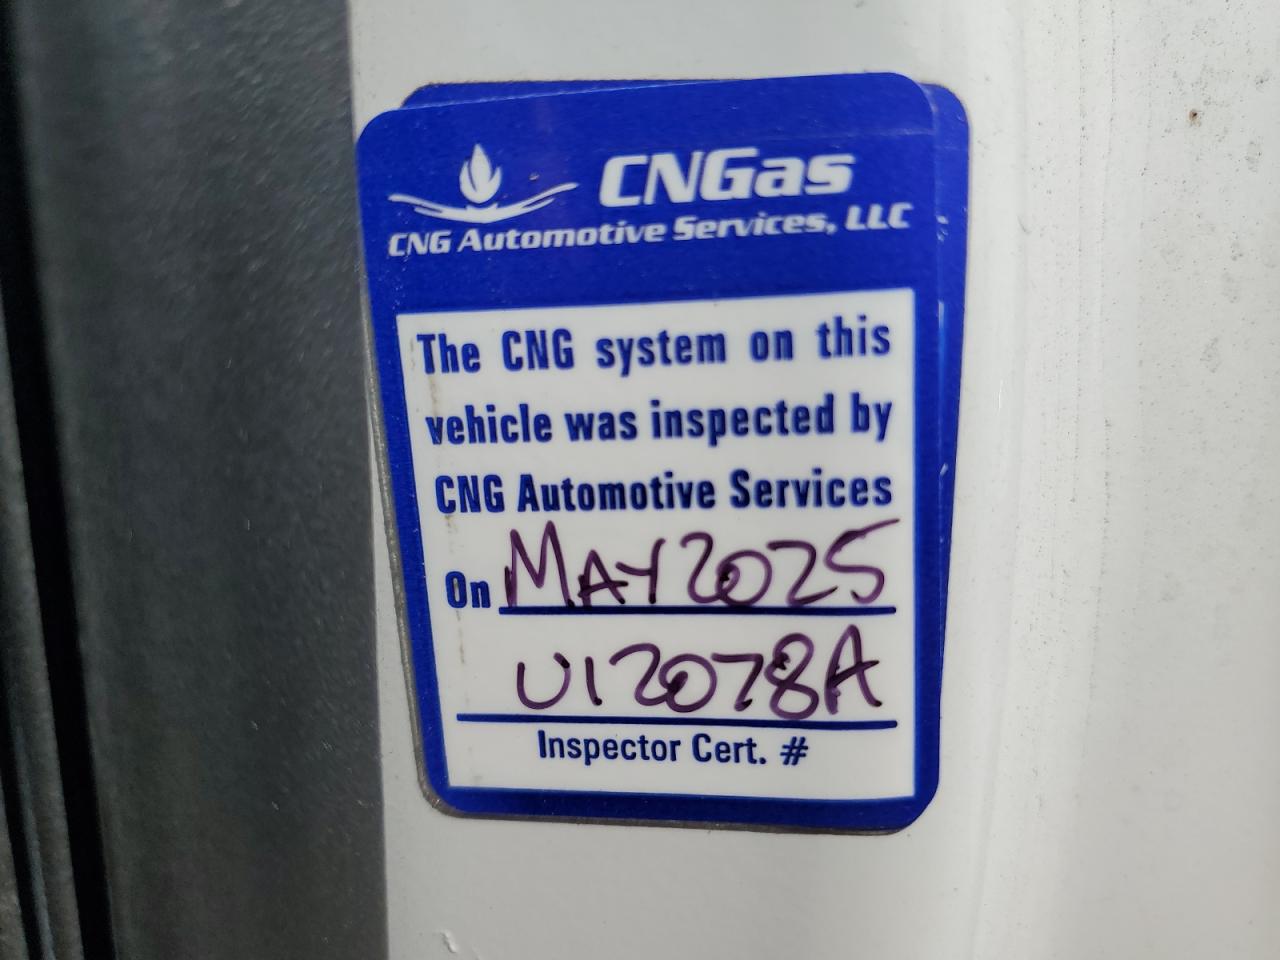 CNGas
CNG Automotive Services, LLC
The CNG system on this
vehicle was inspected by
CNG Automotive Services
On MAY 2025
U12078A
Inspector Cert. #